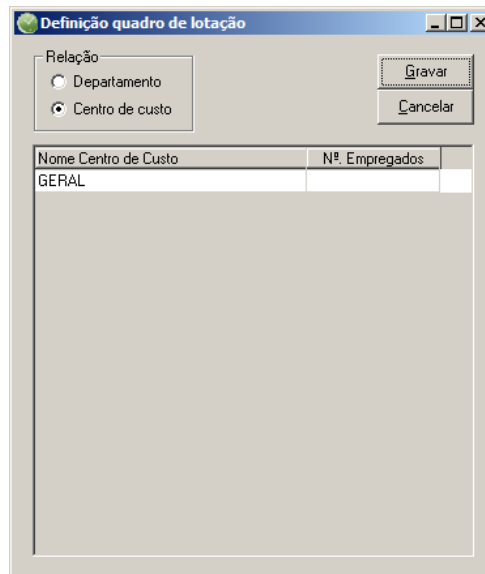 Definição quadro de lotação
Relação
Departamento
Centro de custo
Gravar
Cancelar
Nome Centro de Custo Nº. Empregados
GERAL